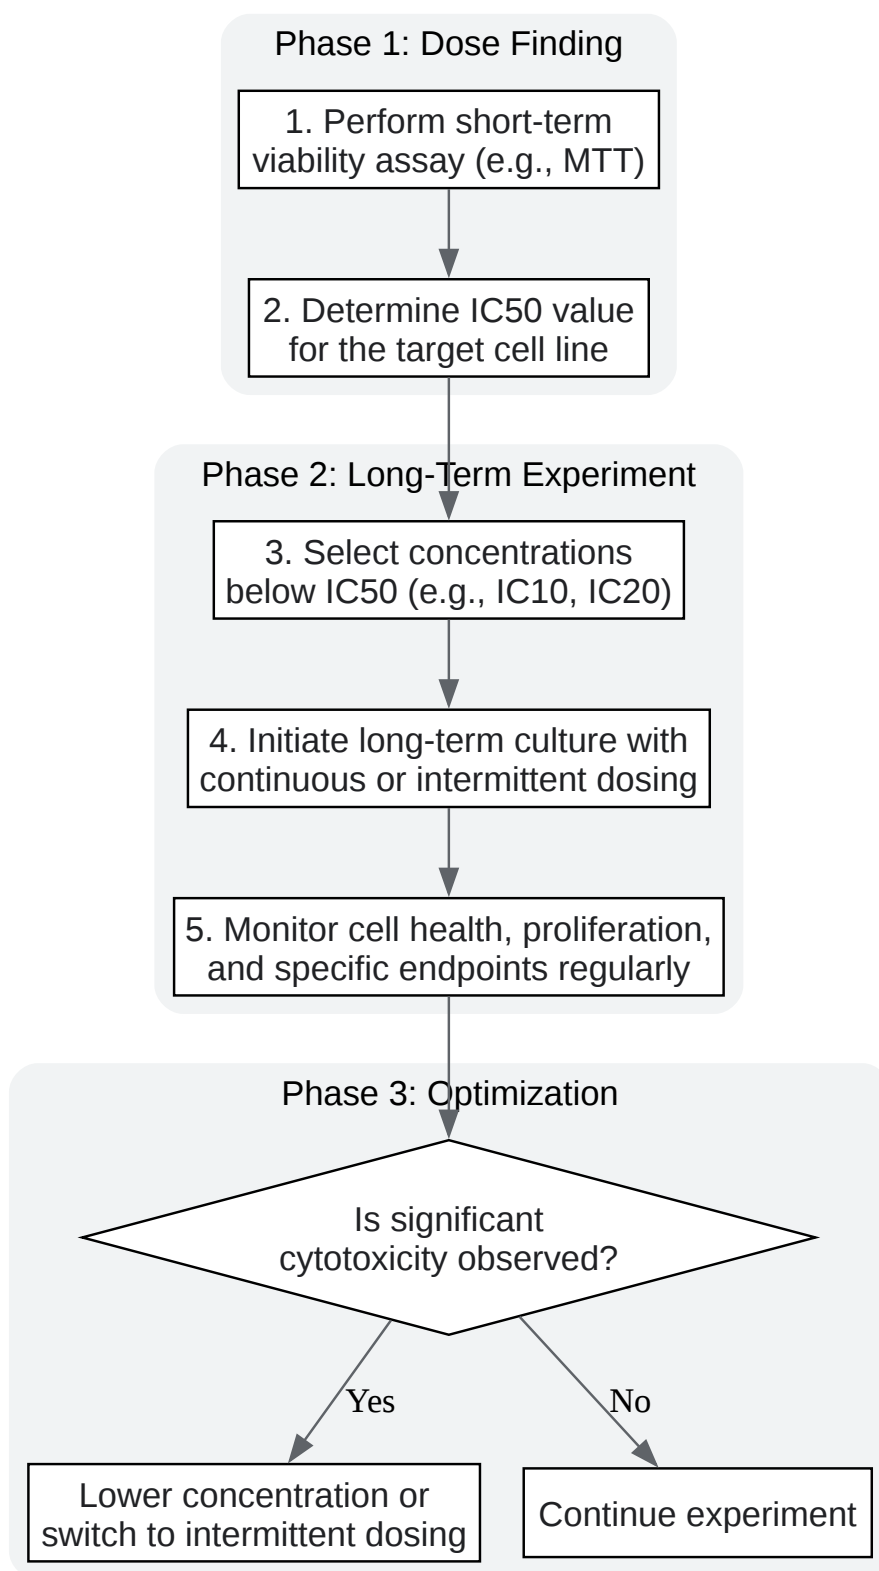 Phase 1: Dose Finding
1. Perform short-term
viability assay (e.g., MTT)
2. Determine IC50 value
for the target cell line
Phase 2: Long-Term Experiment
3. Select concentrations
below IC50 (e.g., IC10, IC20)
4. Initiate long-term culture with
continuous or intermittent dosing
5. Monitor cell health, proliferation,
and specific endpoints regularly
Phase 3: Optimization
Is significant
cytotoxicity observed?
Yes
No
Lower concentration or
switch to intermittent dosing
Continue experiment